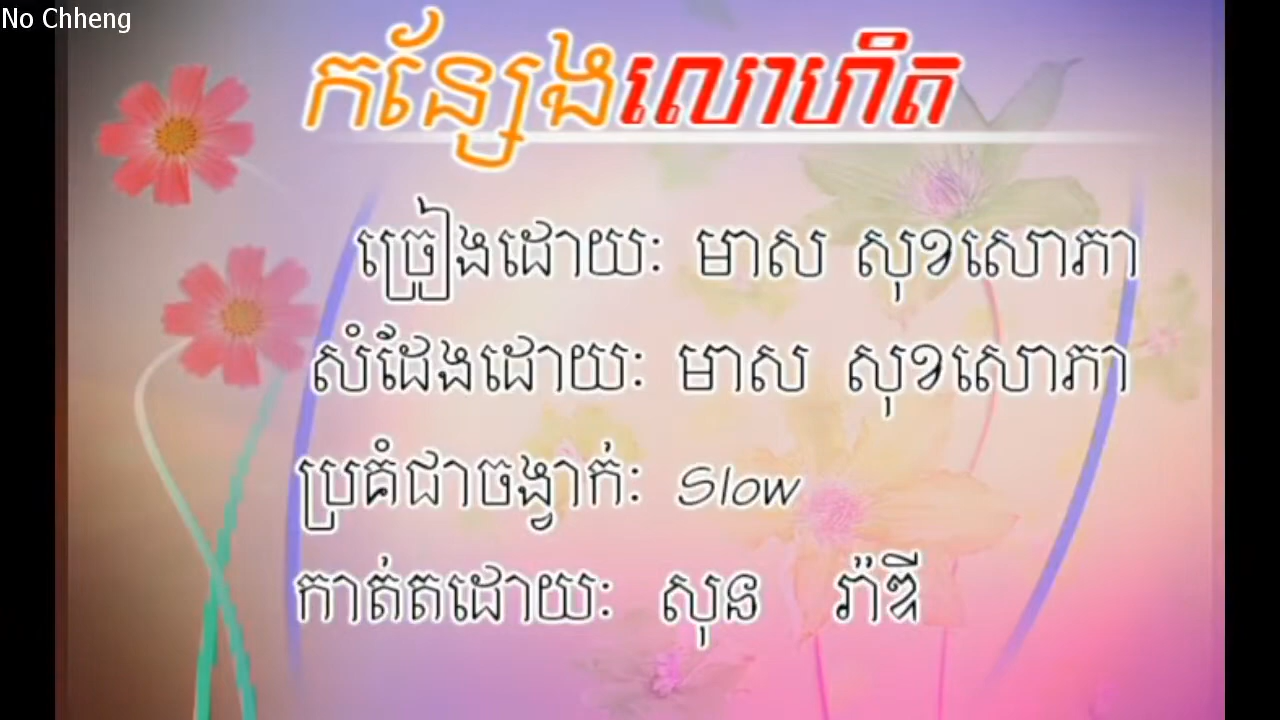 No Chheng
កន្សែងលោហិត
ច្រៀងដោយៈ មាស សុខសោភា
សំដែងដោយៈ មាស សុខសោភា
ប្រគំជាចង្វាក់ៈ Slow
កាត់តដោយៈ សុន រ៉ាឌី